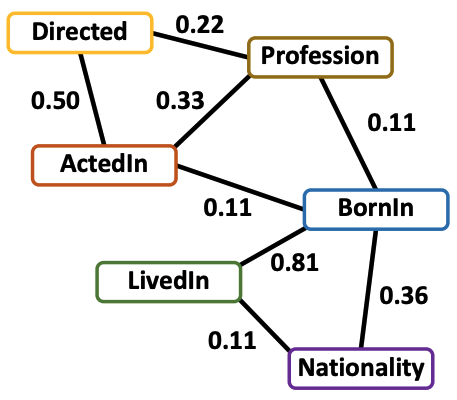 Directed
0.22
Profession
0.50
0.33
0.11
ActedIn
0.11
BornIn
0.81
LivedIn
0.36
0.11
Nationality